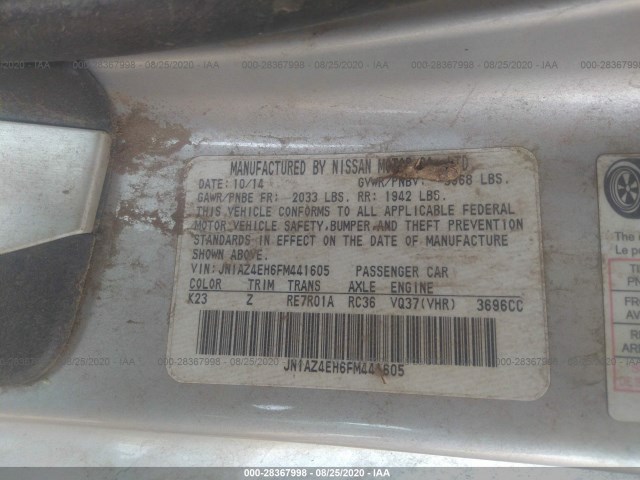 000-28367998 - 08/25/2020 - IAA
MANUFACTURED BY NISSAN
DATE: 10/14 GVWR/PNBV: LBS.
GAWR/PNBE FR: 2033 LBS. RR: 1942 LBS.
THIS VEHICLE CONFORMS TO ALL APPLICABLE FEDERAL
MOTOR VEHICLE SAFETY, BUMPER, AND THEFT PREVENTION
STANDARDS IN EFFECT ON THE DATE OF MANUFACTURE
SHOWN ABOVE.
VIN: JN1AZ4EH6FM441605 PASSENGER CAR
COLOR TRIM TRANS AXLE ENGINE
K23 Z RE7R01A RC36 VQ37(VHR) 3696CC
JN1AZ4EH6FM441605
000-28367998 - 08/25/2020 - IAA